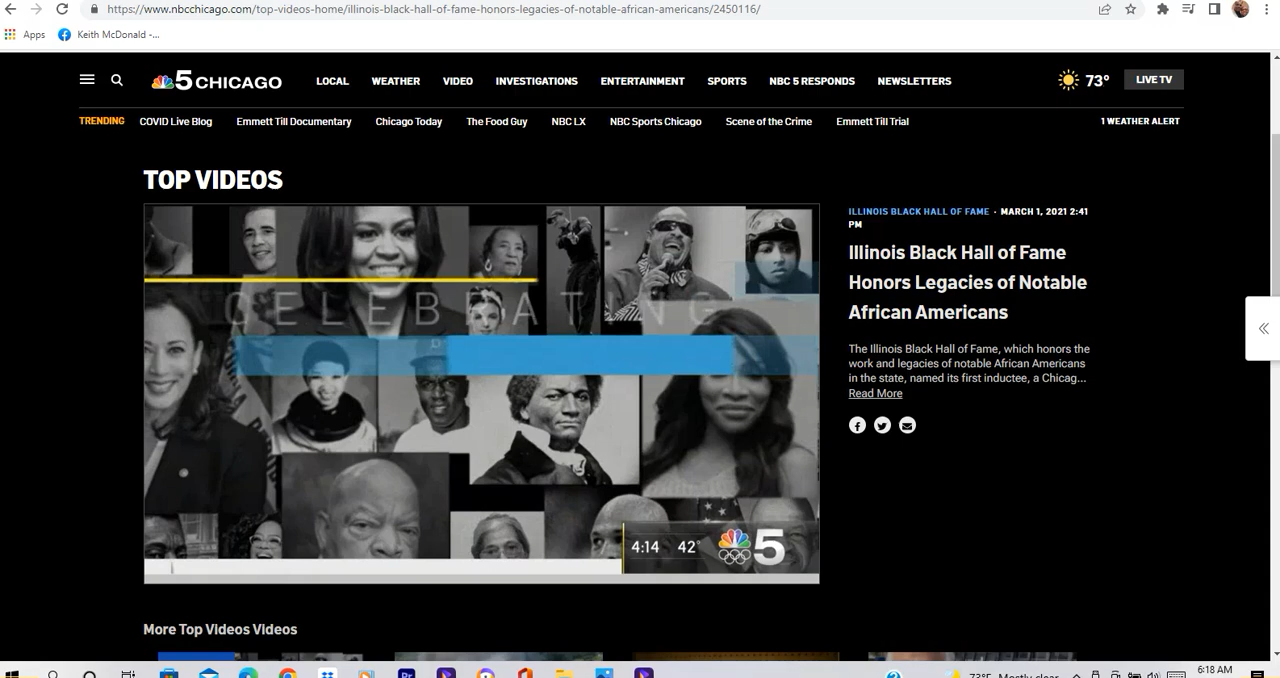 https://www.nbcchicago.com/top-videos-home/illinois-black-hall-of-fame-honors-legacies-of-notable-african-americans/2450116/
Apps Keith McDonald -...
5 CHICAGO LOCAL WEATHER VIDEO INVESTIGATIONS ENTERTAINMENT SPORTS NBC 5 RESPONDS NEWSLETTERS 73° LIVE TV
TRENDING COVID Live Blog Emmett Till Documentary Chicago Today The Food Guy NBC LX NBC Sports Chicago Scene of the Crime Emmett Till Trial 1 WEATHER ALERT
TOP VIDEOS
CELEBRATING
4:14 42° 5
ILLINOIS BLACK HALL OF FAME · MARCH 1, 2021 2:41
PM
Illinois Black Hall of Fame
Honors Legacies of Notable
African Americans
The Illinois Black Hall of Fame, which honors the
work and legacies of notable African Americans
in the state, named its first inductee, a Chicag...
Read More
More Top Videos Videos
73°F Mostly clear 6:18 AM